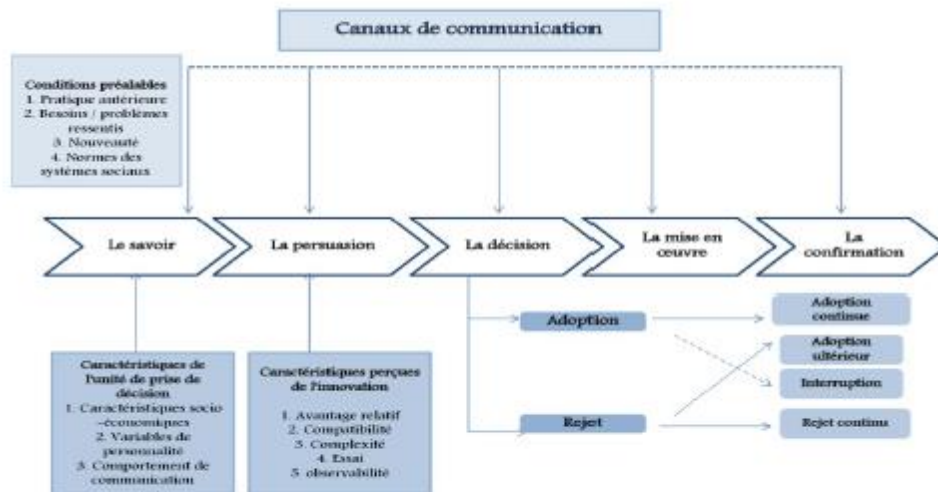 Canaux de communication
Conditions préalables
1. Pratique antérieure
2. Besoins / problèmes
ressentis
3. Nouveauté
4. Normes des
systèmes sociaux
Le savoir
La persuasion
La décision
La mise en
œuvre
La
confirmation
Caractéristiques de
l'unité de prise de
décision
1. Caractéristiques socio
-économiques
2. Variables de
personnalité
3. Comportement de
communication
Caractéristiques perçues
de l'innovation
1. Avantage relatif
2. Compatibilité
3. Complexité
4. Essai
5. observabilité
Adoption
Rejet
Adoption
continue
Adoption
ultérieur
Interruption
Rejet continu